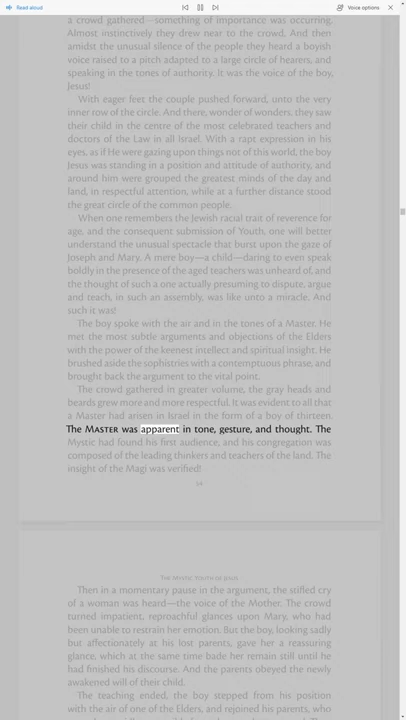 Read aloud
Voice options
a crowd gathered—something of importance was occurring.
Almost instinctively they drew near to the crowd. And then
amidst the unusual silence of the people they heard a boyish
voice raised to a pitch adapted to a large circle of hearers, and
speaking in the tones of authority. It was the voice of the boy,
Jesus!
With eager feet the couple pushed forward, unto the very
inner row of the circle. And there, wonder of wonders, they saw
their child in the centre of the most celebrated teachers and
doctors of the Law in all Israel. With a rapt expression in his
eyes, as if He were gazing upon things not of this world, the boy
Jesus was standing in a position and attitude of authority, and
around him were grouped the greatest minds of the day and
land, in respectful attention, while at a further distance stood
the great circle of the common people.
When one remembers the Jewish racial trait of reverence for
age, and the consequent submission of Youth, one will better
understand the unusual spectacle that burst upon the gaze of
Joseph and Mary. A mere boy—a child—daring to even speak
boldly in the presence of the aged teachers was unheard of, and
the thought of such a one actually presuming to dispute, argue
and teach, in such an assembly, was like unto a miracle. And
such it was!
The boy spoke with the air and in the tones of a Master. He
met the most subtle arguments and objections of the Elders
with the power of the keenest intellect and spiritual insight. He
brushed aside the sophistries with a contemptuous phrase, and
brought back the argument to the vital point.
The crowd gathered in greater volume, the gray heads and
beards grew more and more respectful. It was evident to all that
a Master had arisen in Israel in the form of a boy of thirteen.
The MASTER was apparent in tone, gesture, and thought. The
Mystic had found his first audience, and his congregation was
composed of the leading thinkers and teachers of the land. The
insight of the Magi was verified!
34
The Mystic Youth of Jesus
Then in a momentary pause in the argument, the stifled cry
of a woman was heard—the voice of the Mother. The crowd
turned impatient, reproachful glances upon Mary, who had
been unable to restrain her emotion. But the boy, looking sadly
but affectionately at his lost parents, gave her a reassuring
glance, which at the same time bade her remain still until he
had finished his discourse. And the parents obeyed the newly
awakened will of their child.
The teaching ended, the boy stepped from his position
with the air of one of the Elders, and rejoined his parents, who